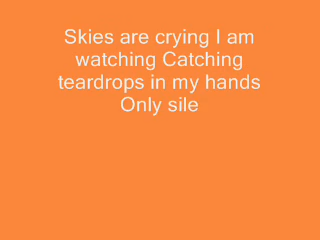 Skies are crying I am
watching Catching
teardrops in my hands
Only sile